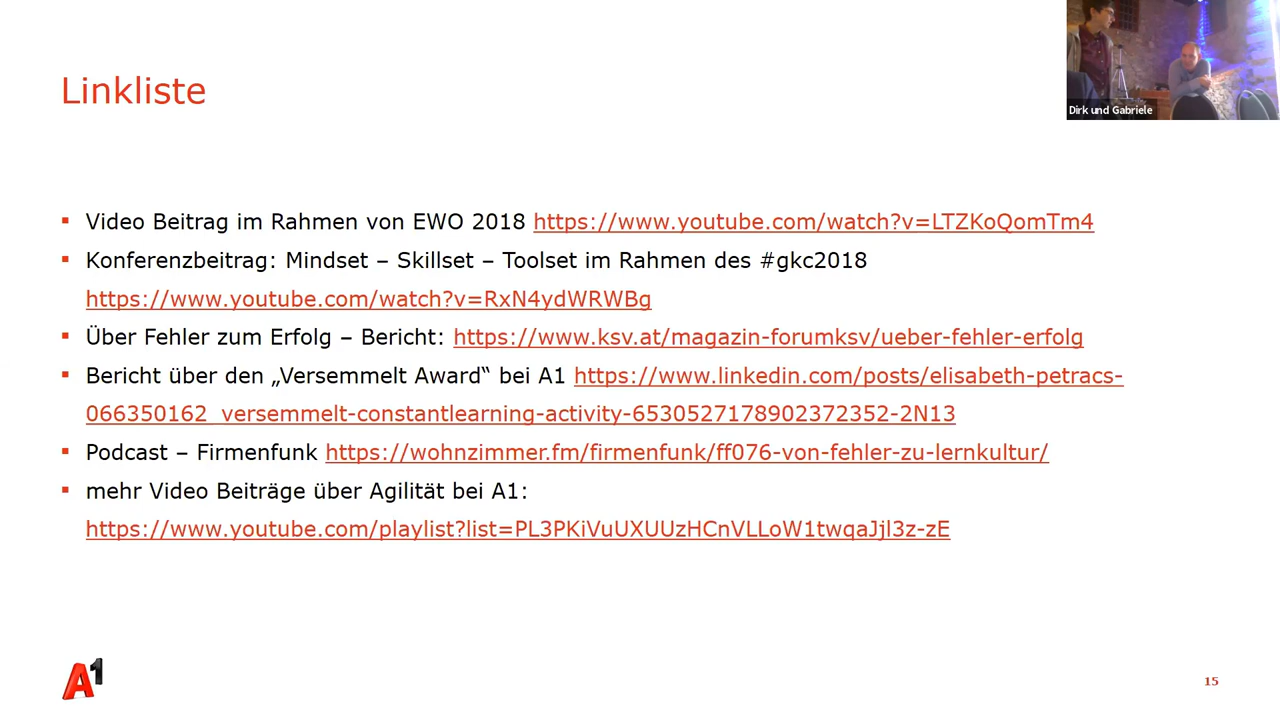 Linkliste
Dirk und Gabriele
Video Beitrag im Rahmen von EWO 2018 https://www.youtube.com/watch?v=LTZKoQomTm4
Konferenzbeitrag: Mindset – Skillset – Toolset im Rahmen des #gkc2018
https://www.youtube.com/watch?v=RxN4ydWRWBg
Über Fehler zum Erfolg – Bericht: https://www.ksv.at/magazin-forumksv/ueber-fehler-erfolg
Bericht über den „Versemmelt Award“ bei A1 https://www.linkedin.com/posts/elisabeth-petracs-
066350162_versemmelt-constantlearning-activity-6530527178902372352-2N13
Podcast – Firmenfunk https://wohnzimmer.fm/firmenfunk/ff076-von-fehler-zu-lernkultur/
mehr Video Beiträge über Agilität bei A1:
https://www.youtube.com/playlist?list=PL3PKiVuUXUUzHCnVLLoW1twqaJjl3z-zE
A1
15